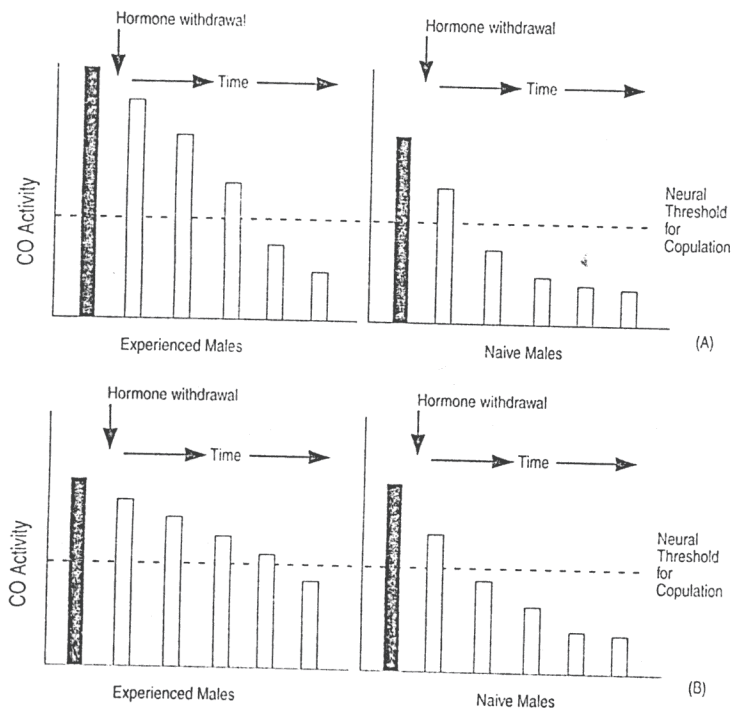 Hormone withdrawal
Time
CO Activity
Experienced Males
Hormone withdrawal
Time
Naive Males
Neural
Threshold
for
Copulation
(A)
Hormone withdrawal
Time
CO Activity
Experienced Males
Hormone withdrawal
Time
Naive Males
Neural
Threshold
for
Copulation
(B)